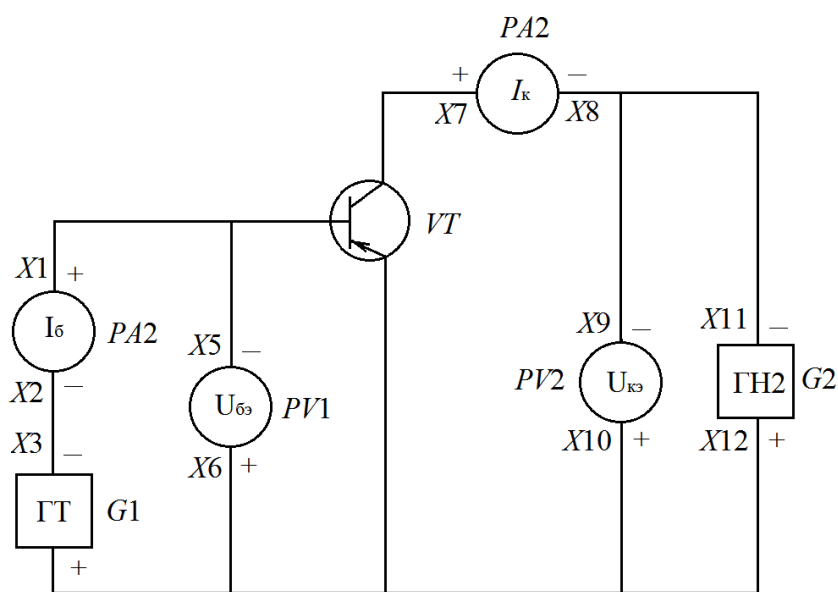 PA2
+
Iк
–
X7
X8
VT
X1
+
Iб
PA2
X2
–
X3
–
ГТ
G1
+
X5
–
Uбэ
PV1
X6
+
X9
–
PV2
Uкэ
X10
+
X11
–
ГН2
G2
X12
+